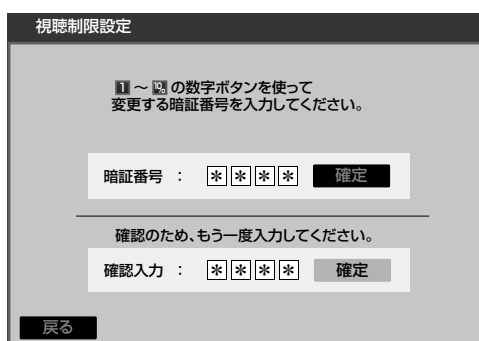 視聴制限設定
1 ～ 10 の数字ボタンを使って
変更する暗証番号を入力してください。
暗証番号 ： ＊ ＊ ＊ ＊ 確定
確認のため、もう一度入力してください。
確認入力 ： ＊ ＊ ＊ ＊ 確定
戻る